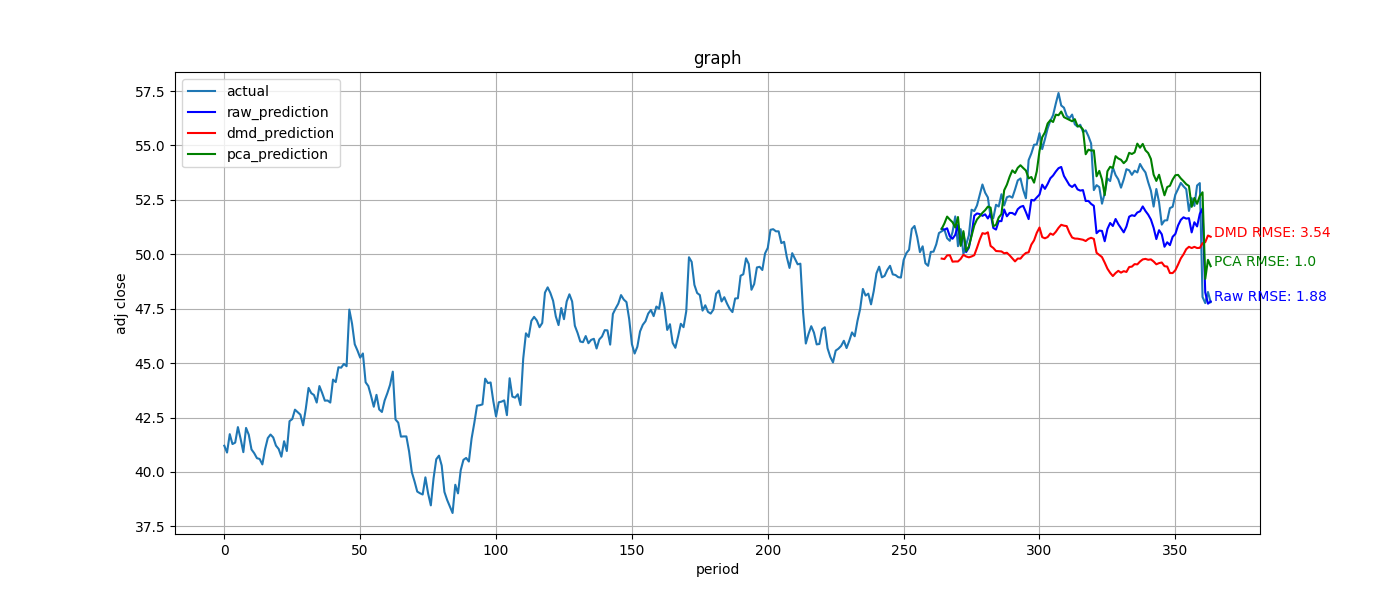 graph
actual
raw_prediction
dmd_prediction
pca_prediction
57.5
55.0
52.5
50.0
47.5
45.0
42.5
40.0
37.5
adj close
DMD RMSE: 3.54
PCA RMSE: 1.0
Raw RMSE: 1.88
0 50 100 150 200 250 300 350
period